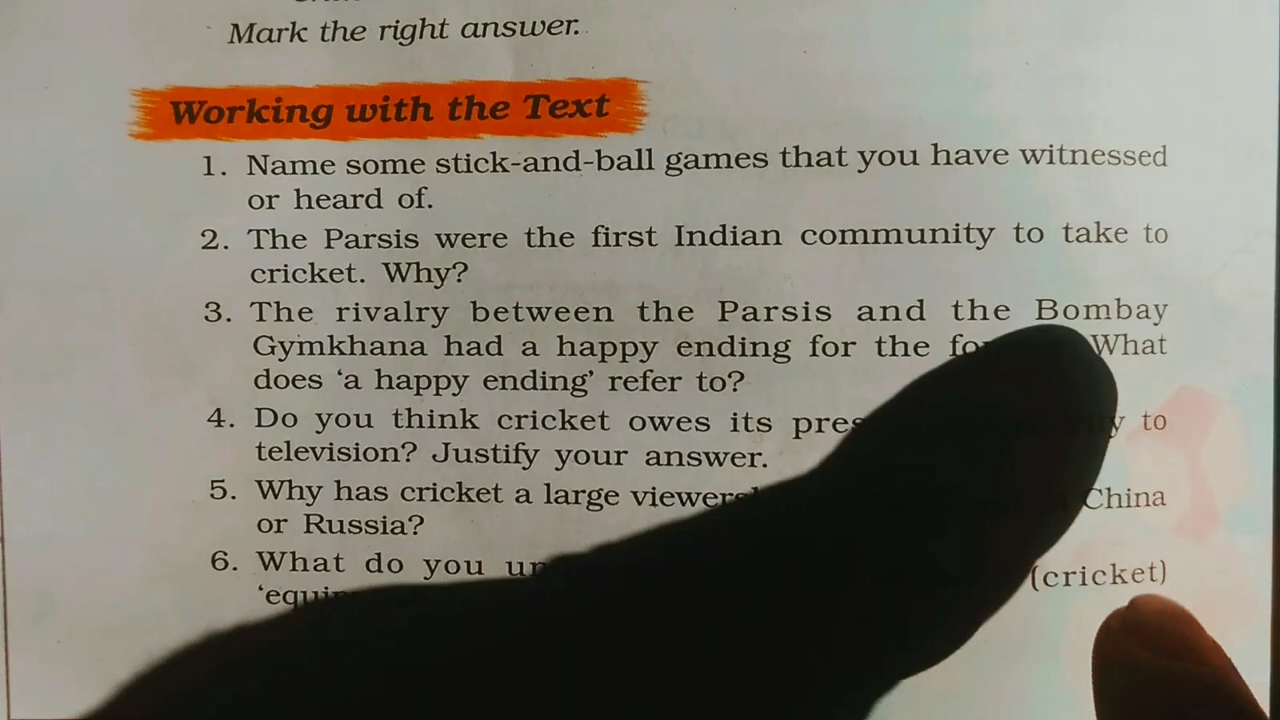 Mark the right answer.
Working with the Text
1. Name some stick-and-ball games that you have witnessed
or heard of.
2. The Parsis were the first Indian community to take to
cricket. Why?
3. The rivalry between the Parsis and the Bombay
Gymkhana had a happy ending for the What
does ‘a happy ending’ refer to?
4. Do you think cricket owes its to
television? Justify your answer.
5. Why has cricket a large China
or Russia?
6. What do you (cricket)